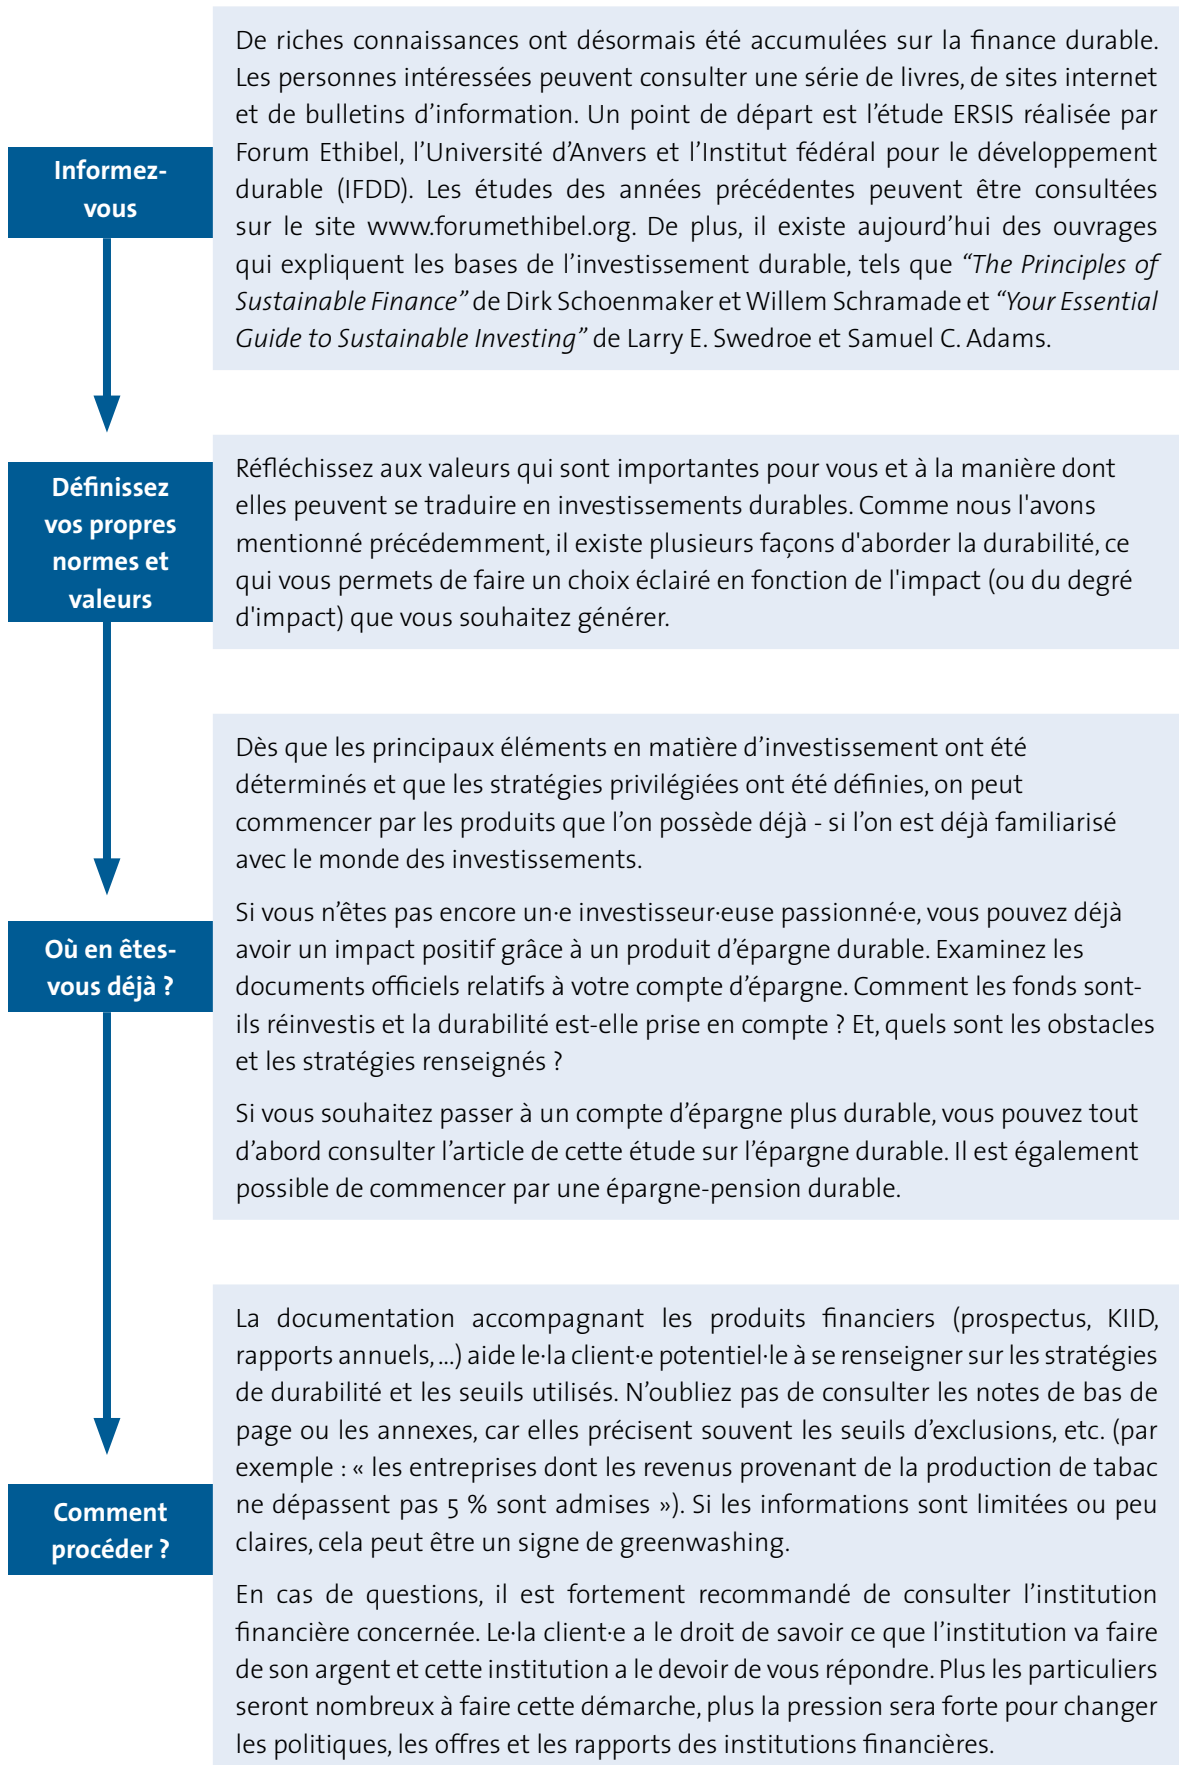 De riches connaissances ont désormais été accumulées sur la finance durable.
Les personnes intéressées peuvent consulter une série de livres, de sites internet
et de bulletins d’information. Un point de départ est l’étude ERSIS réalisée par
Forum Ethibel, l’Université d’Anvers et l’Institut fédéral pour le développement
durable (IFDD). Les études des années précédentes peuvent être consultées
sur le site www.forumethibel.org. De plus, il existe aujourd’hui des ouvrages
qui expliquent les bases de l’investissement durable, tels que “The Principles of
Sustainable Finance” de Dirk Schoenmaker et Willem Schramade et “Your Essential
Guide to Sustainable Investing” de Larry E. Swedroe et Samuel C. Adams.
Informez-
vous
Définissez
vos propres
normes et
valeurs
Réfléchissez aux valeurs qui sont importantes pour vous et à la manière dont
elles peuvent se traduire en investissements durables. Comme nous l'avons
mentionné précédemment, il existe plusieurs façons d'aborder la durabilité, ce
qui vous permets de faire un choix éclairé en fonction de l'impact (ou du degré
d'impact) que vous souhaitez générer.
Dès que les principaux éléments en matière d’investissement ont été
déterminés et que les stratégies privilégiées ont été définies, on peut
commencer par les produits que l’on possède déjà - si l’on est déjà familiarisé
avec le monde des investissements.
Si vous n’êtes pas encore un·e investisseur·euse passionné·e, vous pouvez déjà
avoir un impact positif grâce à un produit d’épargne durable. Examinez les
documents officiels relatifs à votre compte d’épargne. Comment les fonds sont-
ils réinvestis et la durabilité est-elle prise en compte ? Et, quels sont les obstacles
et les stratégies renseignés ?
Si vous souhaitez passer à un compte d’épargne plus durable, vous pouvez tout
d’abord consulter l’article de cette étude sur l’épargne durable. Il est également
possible de commencer par une épargne-pension durable.
Où en êtes-
vous déjà ?
La documentation accompagnant les produits financiers (prospectus, KIID,
rapports annuels, ...) aide le·la client·e potentiel·le à se renseigner sur les stratégies
de durabilité et les seuils utilisés. N’oubliez pas de consulter les notes de bas de
page ou les annexes, car elles précisent souvent les seuils d’exclusions, etc. (par
exemple : « les entreprises dont les revenus provenant de la production de tabac
ne dépassent pas 5 % sont admises »). Si les informations sont limitées ou peu
claires, cela peut être un signe de greenwashing.
En cas de questions, il est fortement recommandé de consulter l’institution
financière concernée. Le·la client·e a le droit de savoir ce que l’institution va faire
de son argent et cette institution a le devoir de vous répondre. Plus les particuliers
seront nombreux à faire cette démarche, plus la pression sera forte pour changer
les politiques, les offres et les rapports des institutions financières.
Comment
procéder ?